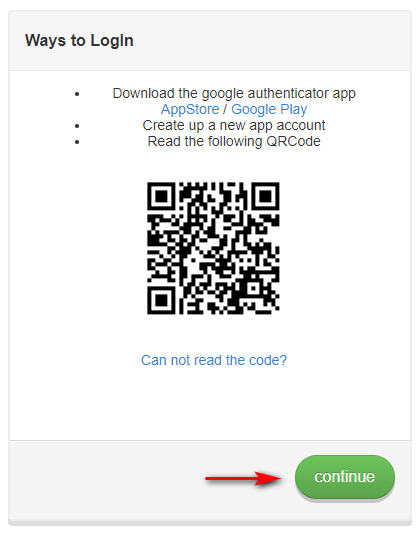 Ways to LogIn
Download the google authenticator app
AppStore / Google Play
Create up a new app account
Read the following QRCode
Can not read the code?
continue